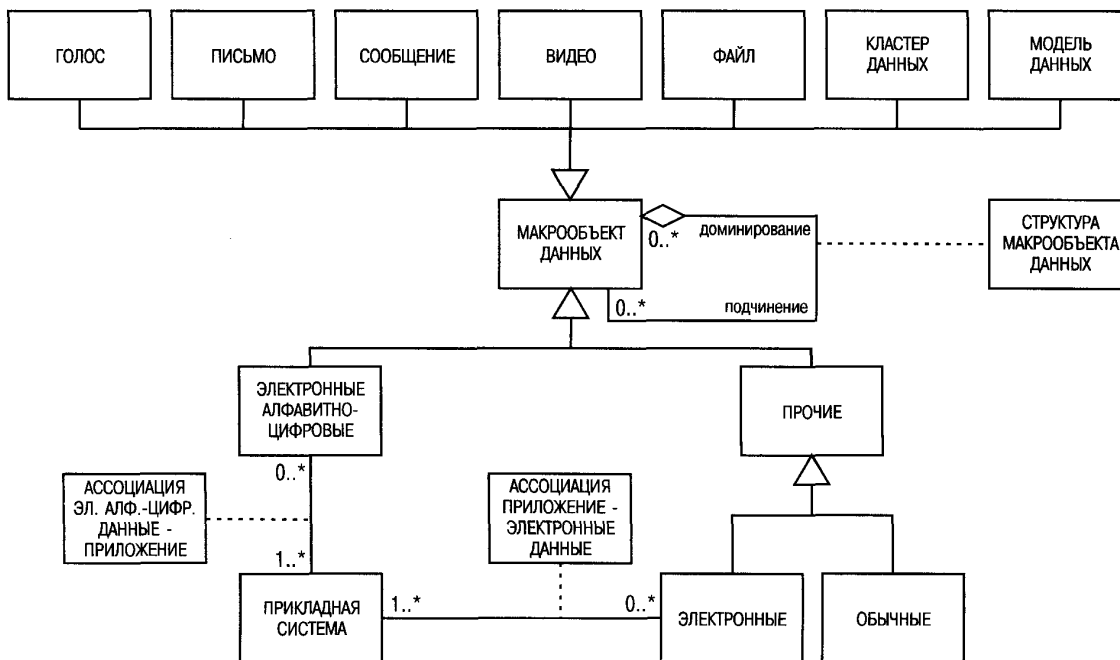 ГОЛОС
ПИСЬМО
СООБЩЕНИЕ
ВИДЕО
ФАЙЛ
КЛАСТЕР
ДАННЫХ
МОДЕЛЬ
ДАННЫХ
МАКРООБЪЕКТ
ДАННЫХ
0..*
доминирование
0..*
подчинение
СТРУКТУРА
МАКРООБЪЕКТА
ДАННЫХ
ЭЛЕКТРОННЫЕ
АЛФАВИТНО-
ЦИФРОВЫЕ
ПРОЧИЕ
0..*
АССОЦИАЦИЯ
ЭЛ. АЛФ.-ЦИФР.
ДАННЫЕ -
ПРИЛОЖЕНИЕ
1..*
АССОЦИАЦИЯ
ПРИЛОЖЕНИЕ -
ЭЛЕКТРОННЫЕ
ДАННЫЕ
ПРИКЛАДНАЯ
СИСТЕМА
1..*
0..*
ЭЛЕКТРОННЫЕ
ОБЫЧНЫЕ